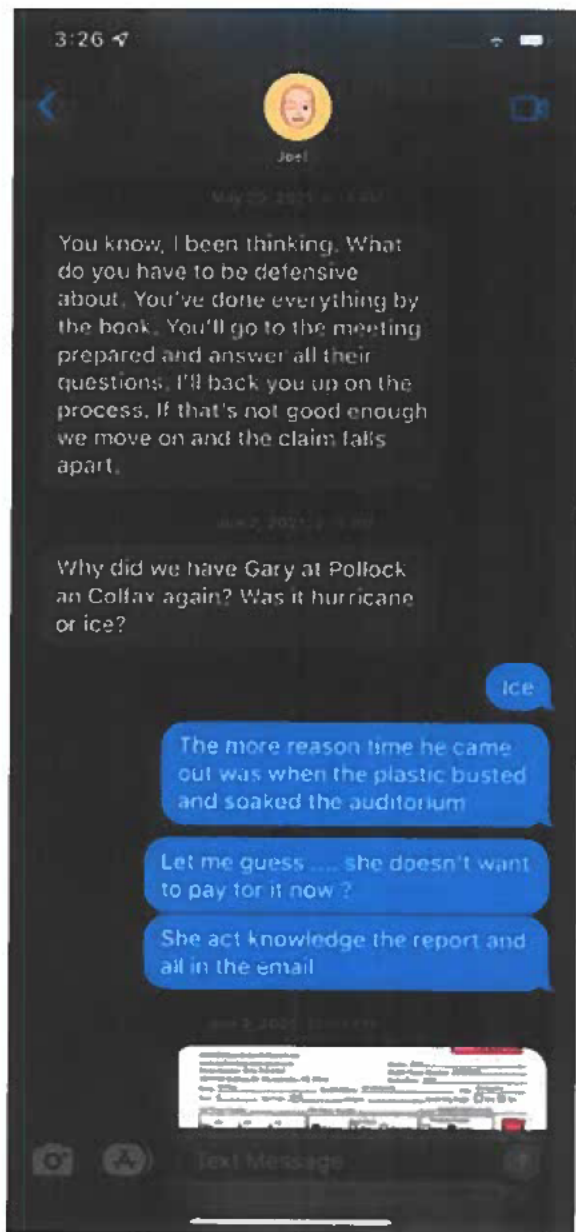 3:26
Joel
You know, I been thinking. What
do you have to be defensive
about. You've done everything by
the book. You'll go to the meeting
prepared and answer all their
questions. I'll back you up on the
process. If that's not good enough
we move on and the claim falls
apart.
Why did we have Gary at Pollock
an Colfax again? Was it hurricane
or ice?
Ice
The more reason time he came
out was when the plastic busted
and soaked the auditorium
Let me guess .... she doesn't want
to pay for it now ?
She act knowledge the report and
all in the email
Text Message